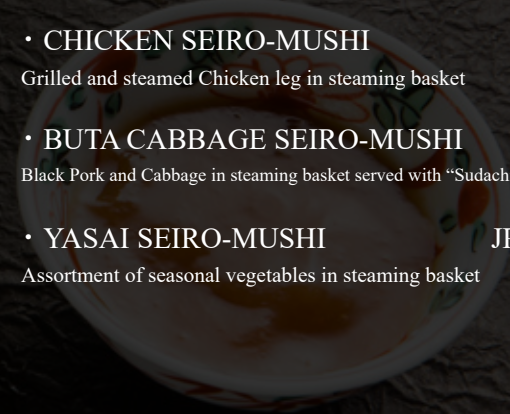 ・CHICKEN SEIRO-MUSHI
Grilled and steamed Chicken leg in steaming basket
・BUTA CABBAGE SEIRO-MUSHI
Black Pork and Cabbage in steaming basket served with “Sudach
・YASAI SEIRO-MUSHI
Assortment of seasonal vegetables in steaming basket